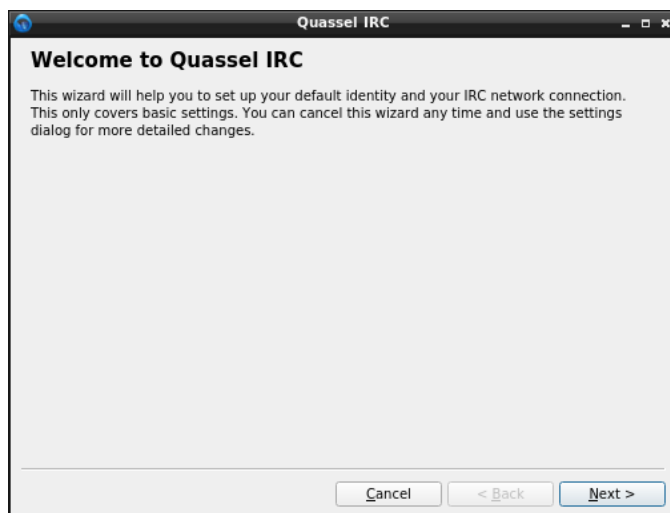 Quassel IRC
Welcome to Quassel IRC
This wizard will help you to set up your default identity and your IRC network connection.
This only covers basic settings. You can cancel this wizard any time and use the settings
dialog for more detailed changes.
Cancel
< Back
Next >